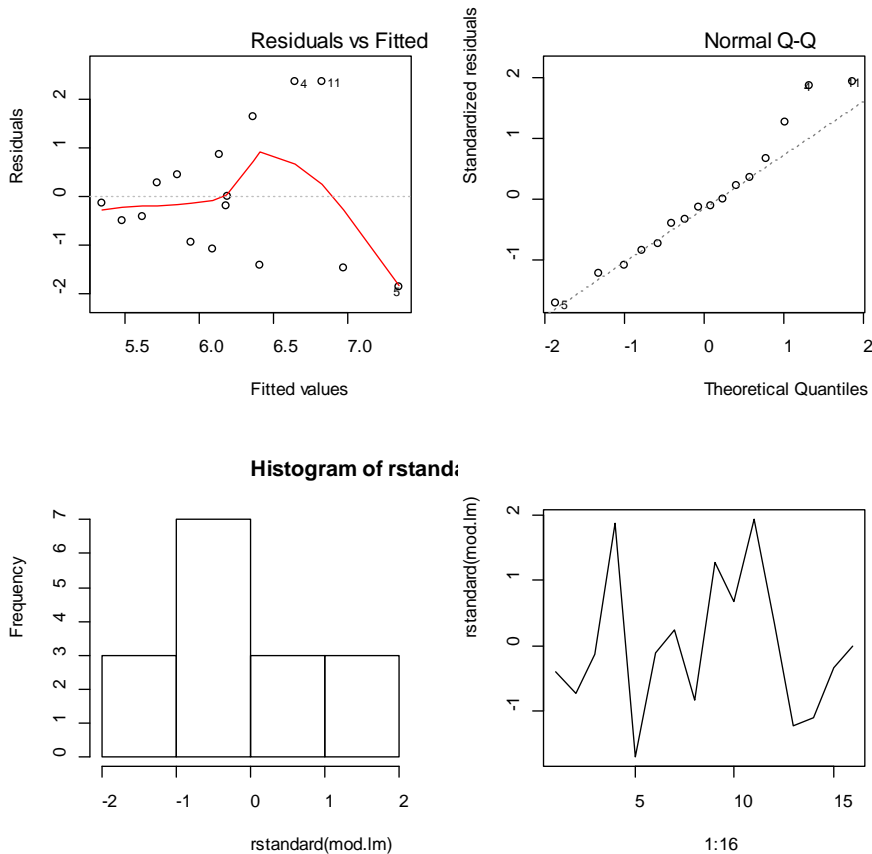 Residuals vs Fitted
Residuals
2
1
0
-1
-2
4
11
5
5.5 6.0 6.5 7.0
Fitted values
Normal Q-Q
Standardized residuals
2
1
0
-1
4
11
5
-2 -1 0 1 2
Theoretical Quantiles
Histogram of rstanda
Frequency
7
6
5
4
3
2
1
0
-2 -1 0 1 2
rstandard(mod.lm)
rstandard(mod.lm)
2
1
0
-1
5 10 15
1:16